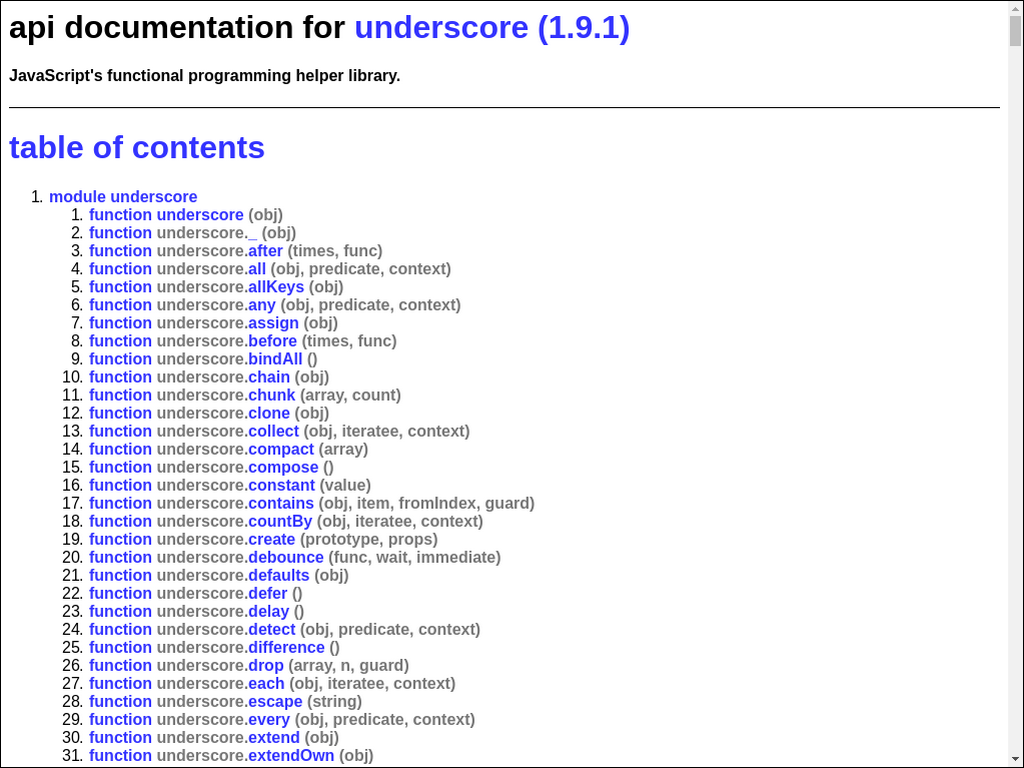 api documentation for underscore (1.9.1)
JavaScript's functional programming helper library.
table of contents
1. module underscore
1. function underscore (obj)
2. function underscore._ (obj)
3. function underscore.after (times, func)
4. function underscore.all (obj, predicate, context)
5. function underscore.allKeys (obj)
6. function underscore.any (obj, predicate, context)
7. function underscore.assign (obj)
8. function underscore.before (times, func)
9. function underscore.bindAll ()
10. function underscore.chain (obj)
11. function underscore.chunk (array, count)
12. function underscore.clone (obj)
13. function underscore.collect (obj, iteratee, context)
14. function underscore.compact (array)
15. function underscore.compose ()
16. function underscore.constant (value)
17. function underscore.contains (obj, item, fromIndex, guard)
18. function underscore.countBy (obj, iteratee, context)
19. function underscore.create (prototype, props)
20. function underscore.debounce (func, wait, immediate)
21. function underscore.defaults (obj)
22. function underscore.defer ()
23. function underscore.delay ()
24. function underscore.detect (obj, predicate, context)
25. function underscore.difference ()
26. function underscore.drop (array, n, guard)
27. function underscore.each (obj, iteratee, context)
28. function underscore.escape (string)
29. function underscore.every (obj, predicate, context)
30. function underscore.extend (obj)
31. function underscore.extendOwn (obj)